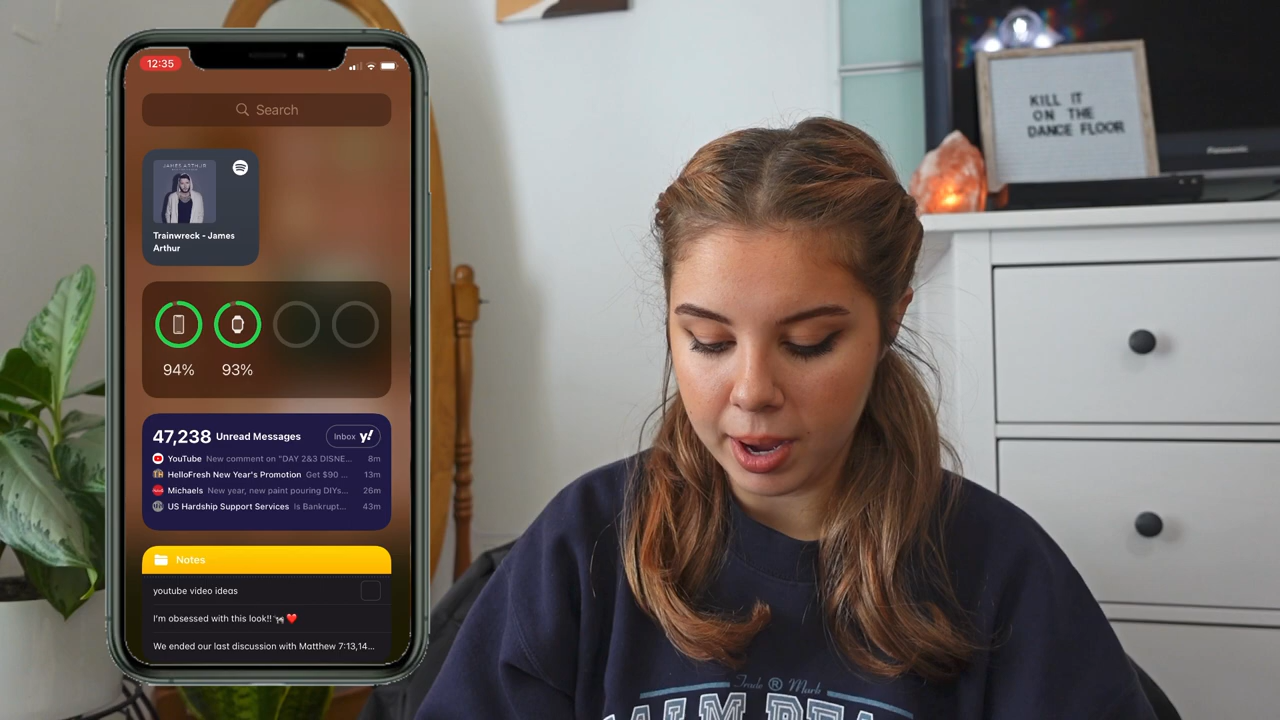 12:35
Search
JAMES ARTHUR
Trainwreck - James
Arthur
94%
93%
47,238 Unread Messages
Inbox y!
YouTube New comment on "DAY 2&3 DISNE... 8m
HelloFresh New Year's Promotion Get $90 ... 13m
Michaels New year, new paint pouring DIYs... 26m
US Hardship Support Services Is Bankrupt... 43m
Notes
youtube video ideas
I'm obsessed with this look!! 🐄❤️
We ended our last discussion with Matthew 7:13,14...
KILL IT
ON THE
DANCE FLOOR
Panasonic
Trade ® Mark